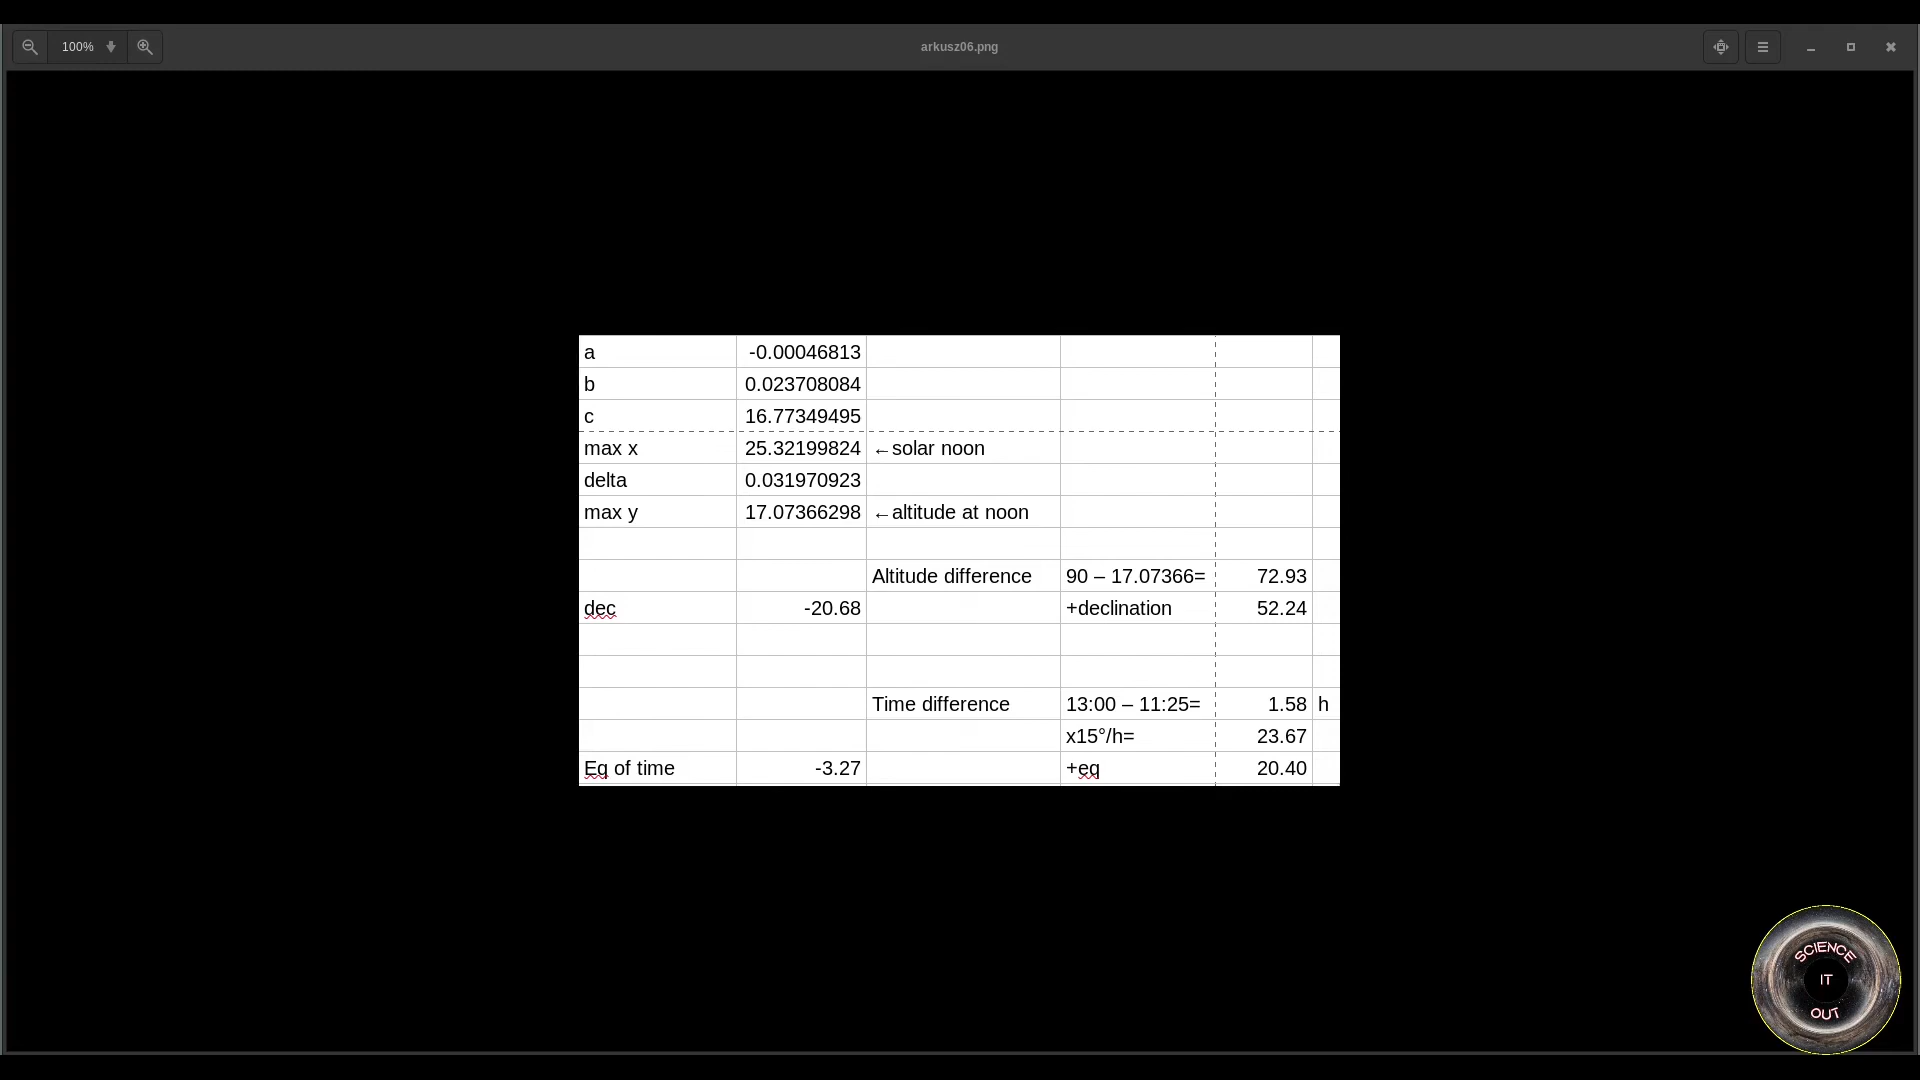 100%
arkusz06.png
a -0.00046813
b 0.023708084
c 16.77349495
max x 25.32199824 ←solar noon
delta 0.031970923
max y 17.07366298 ←altitude at noon
Altitude difference 90 – 17.07366= 72.93
dec -20.68 +declination 52.24
Time difference 13:00 – 11:25= 1.58 h
x15°/h= 23.67
Eq of time -3.27 +eq 20.40
SCIENCE
IT
OUT